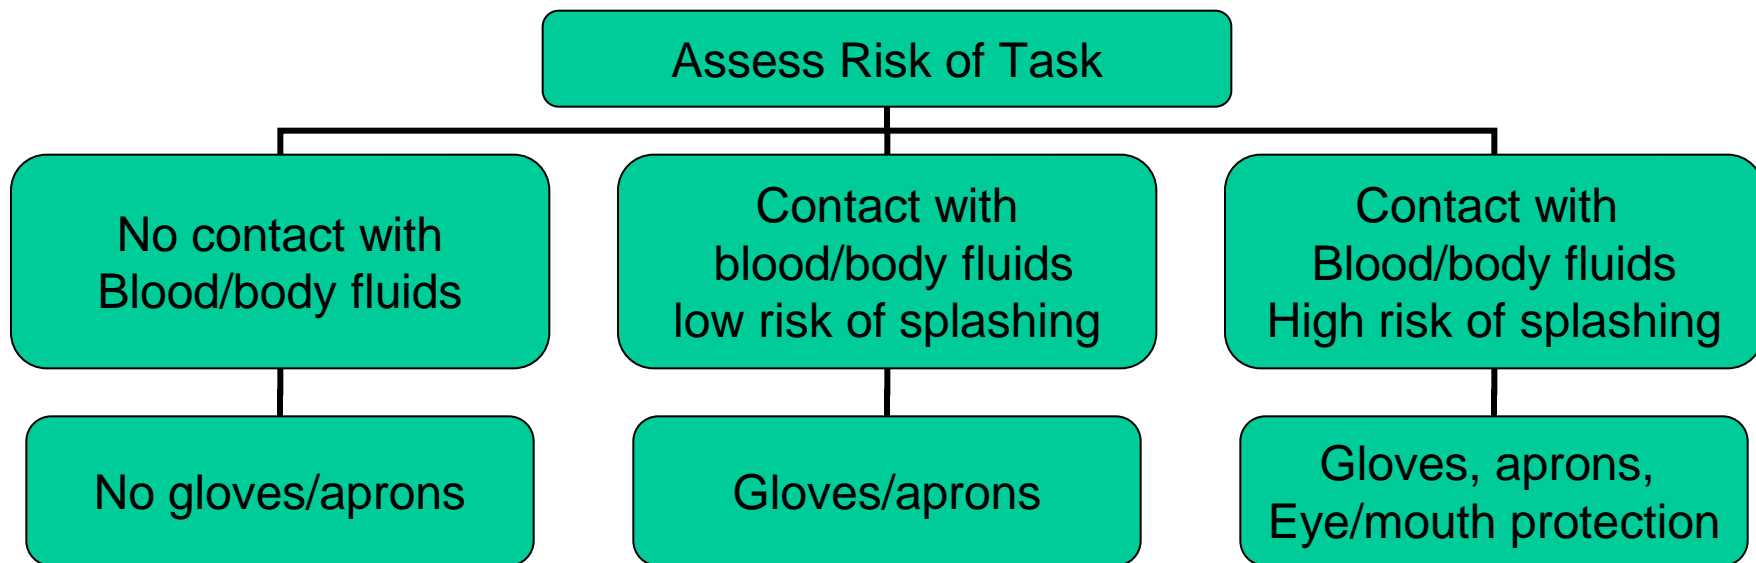 Assess Risk of Task
No contact with
Blood/body fluids
Contact with
blood/body fluids
low risk of splashing
Contact with
Blood/body fluids
High risk of splashing
No gloves/aprons
Gloves/aprons
Gloves, aprons,
Eye/mouth protection